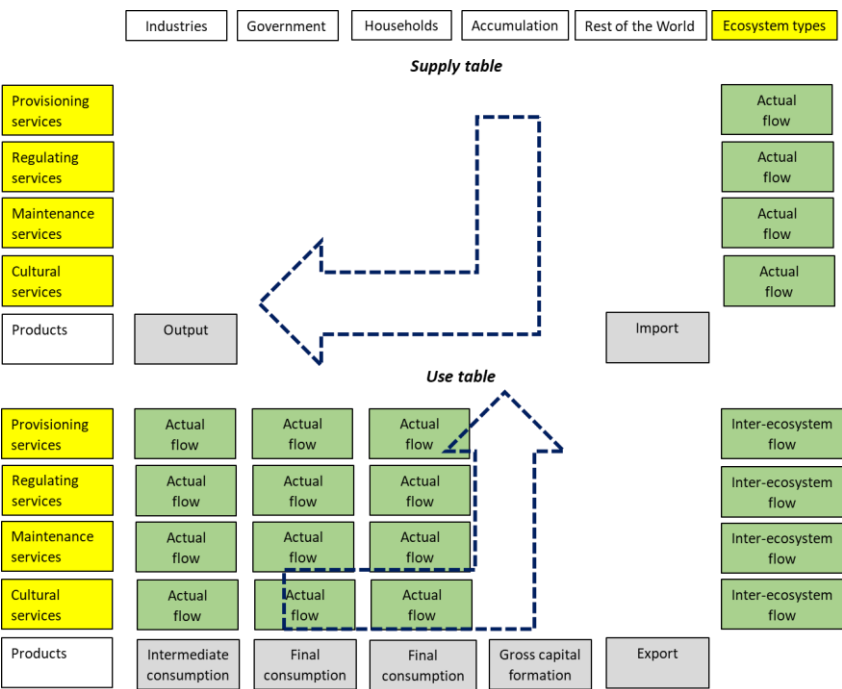 Industries Government Households Accumulation Rest of the World Ecosystem types
Supply table
Provisioning services Actual flow
Regulating services Actual flow
Maintenance services Actual flow
Cultural services Actual flow
Products Output Import
Use table
Provisioning services Actual flow Actual flow Actual flow Inter-ecosystem flow
Regulating services Actual flow Actual flow Actual flow Inter-ecosystem flow
Maintenance services Actual flow Actual flow Actual flow Inter-ecosystem flow
Cultural services Actual flow Actual flow Actual flow Inter-ecosystem flow
Products Intermediate consumption Final consumption Final consumption Gross capital formation Export